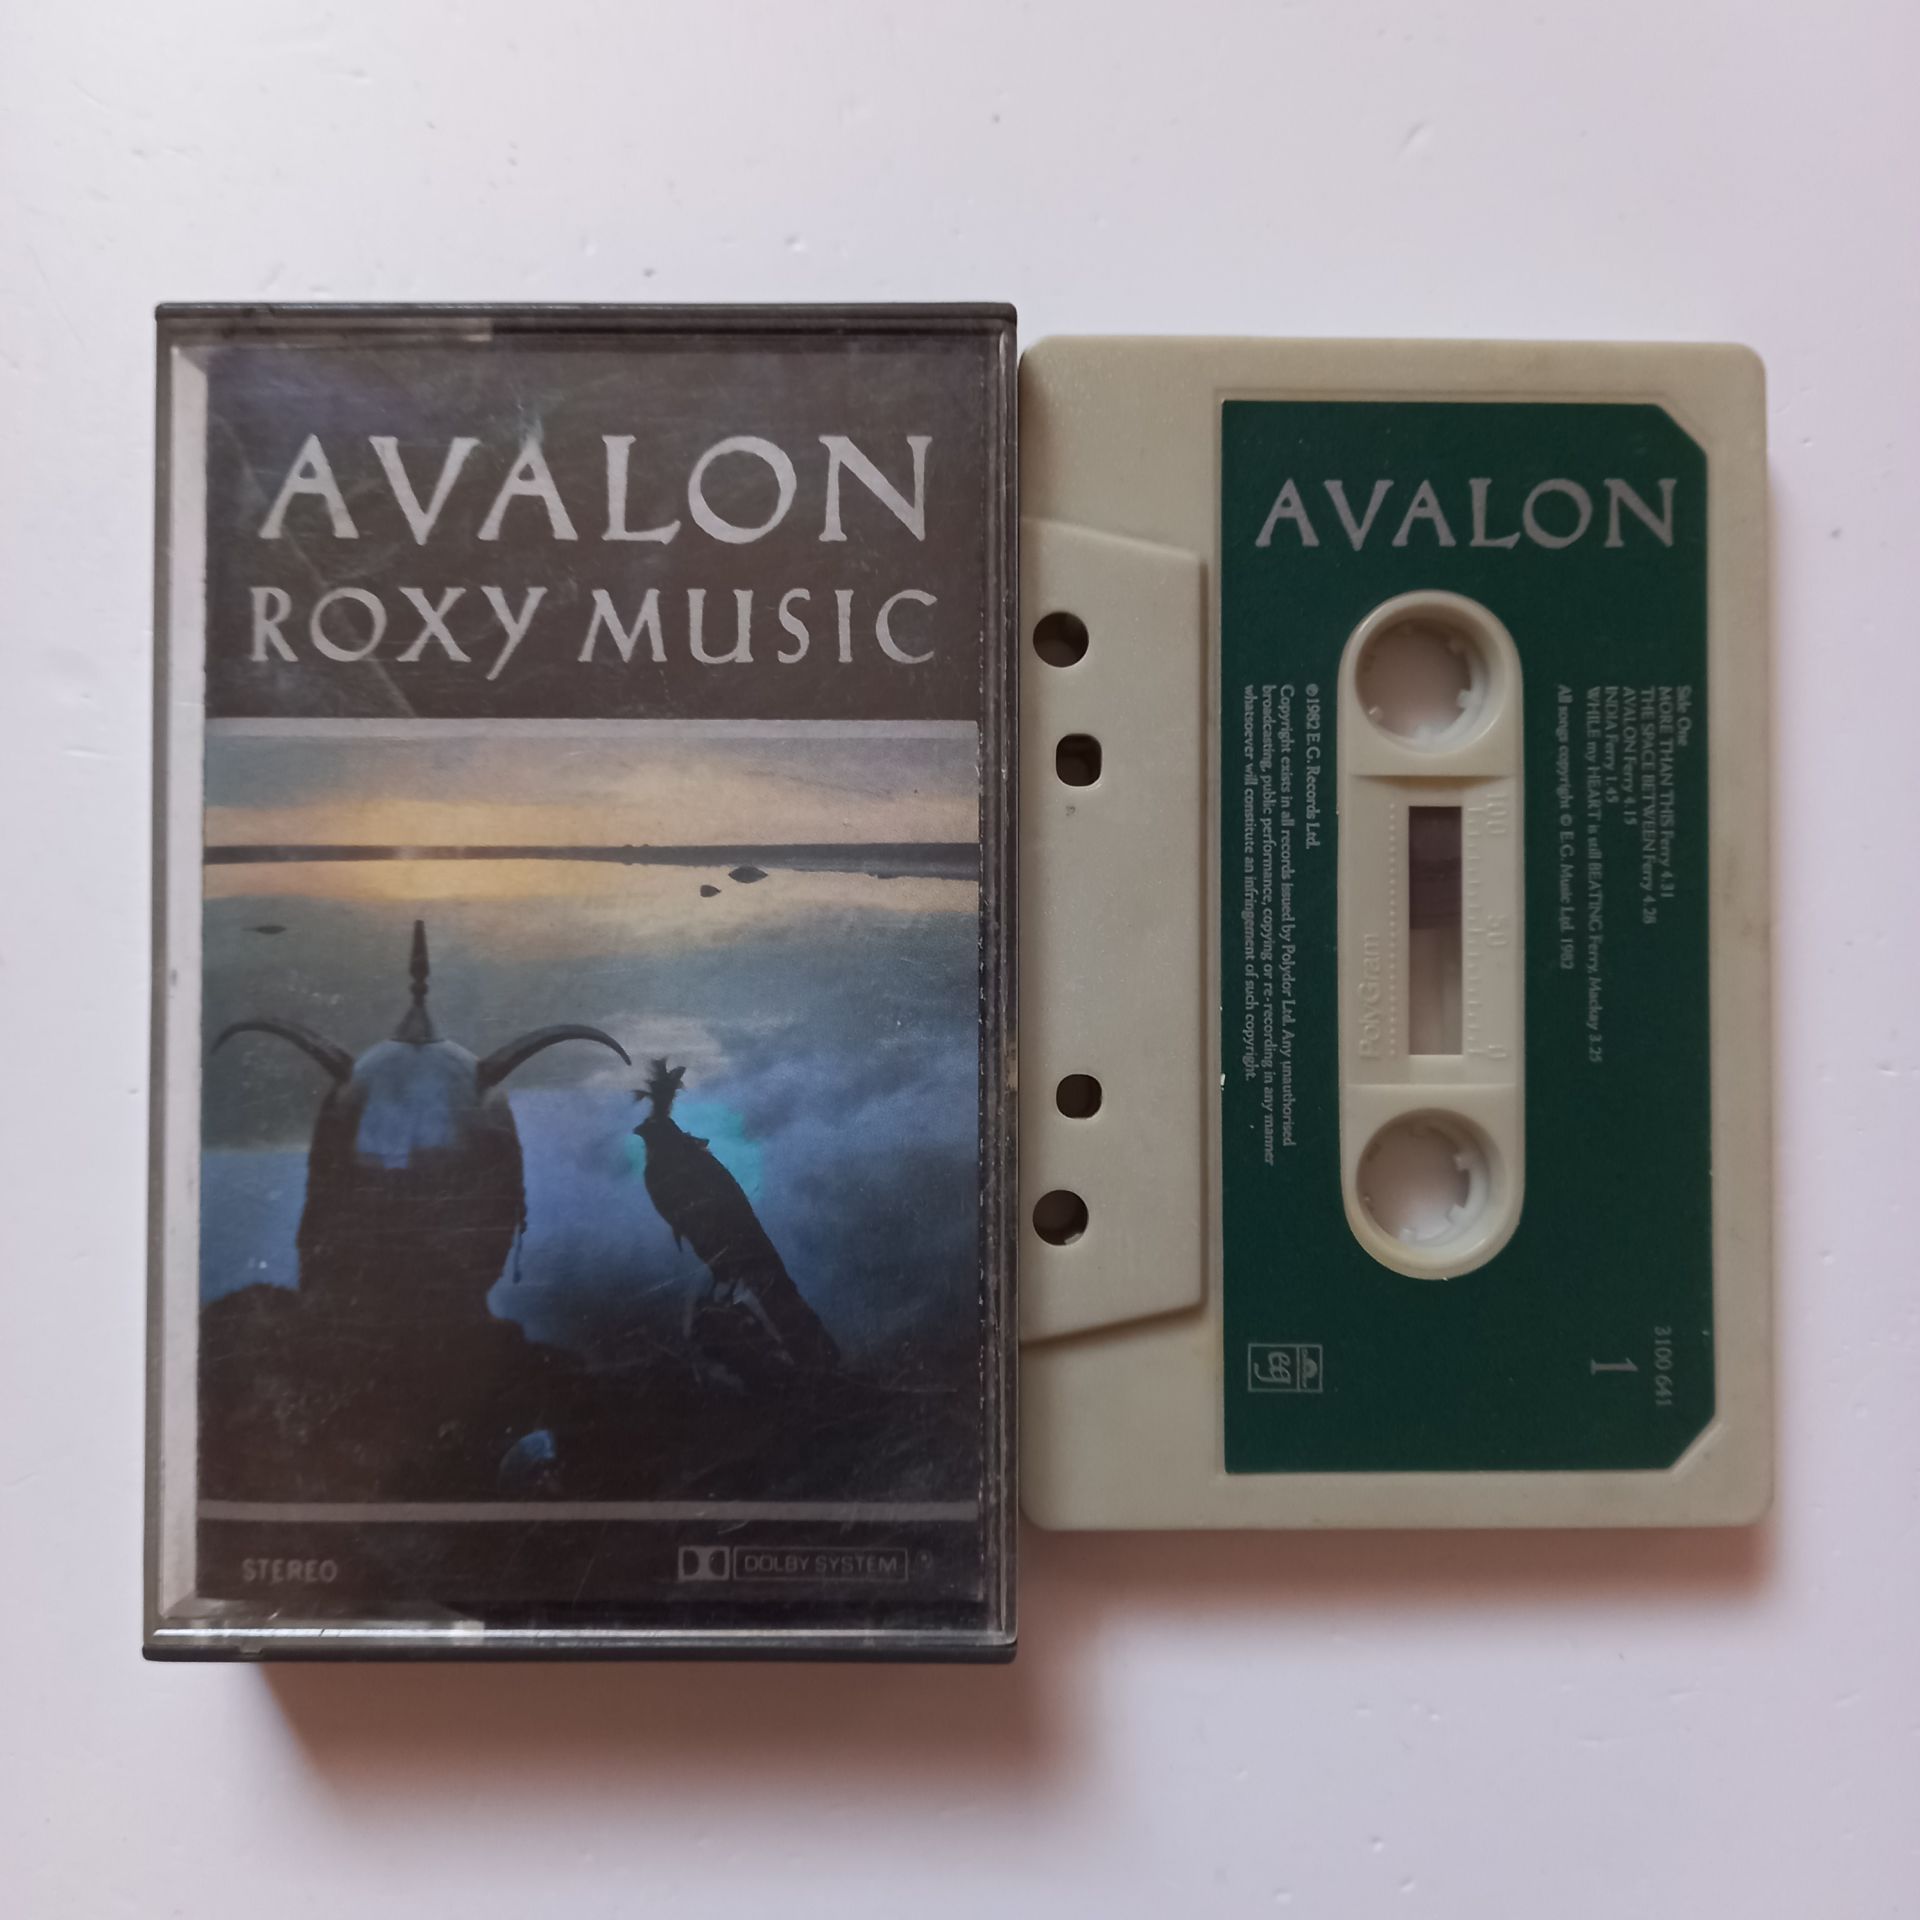 AVALON
ROXY MUSIC
STEREO
DOLBY SYSTEM
AVALON
Side One
MORE THAN THIS Ferry 4.31
THE SPACE BETWEEN Ferry 4.28
AVALON Ferry 4.15
INDIA Ferry 1.45
WHILE my HEART is still BEATING Ferry, Mackay 3.25
All songs copyright © E.G. Music Ltd. 1982
100 50 0
PolyGram
℗1982 E.G. Records Ltd.
Copyright exists in all records issued by Polydor Ltd. Any unauthorised
broadcasting, public performance, copying or re-recording in any manner
whatsoever will constitute an infringement of such copyright.
3100 641
1
eg